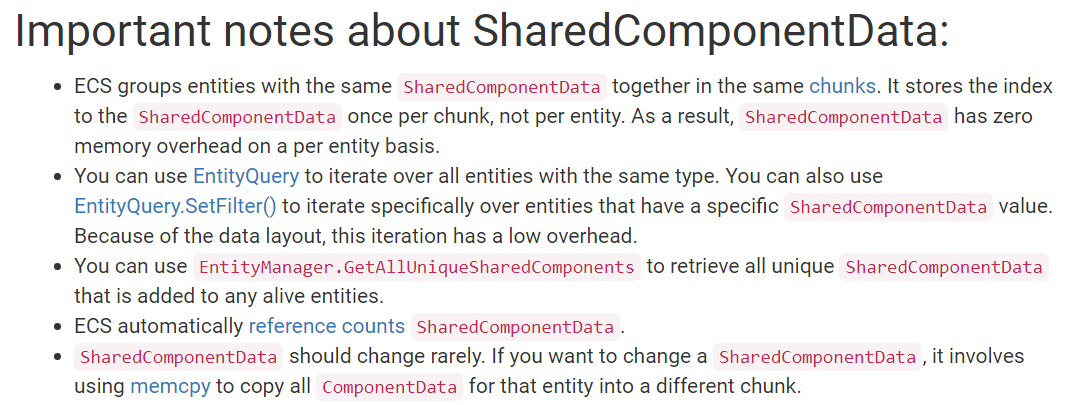 Important notes about SharedComponentData:
• ECS groups entities with the same SharedComponentData together in the same chunks. It stores the index
to the SharedComponentData once per chunk, not per entity. As a result, SharedComponentData has zero
memory overhead on a per entity basis.
• You can use EntityQuery to iterate over all entities with the same type. You can also use
EntityQuery.SetFilter() to iterate specifically over entities that have a specific SharedComponentData value.
Because of the data layout, this iteration has a low overhead.
• You can use EntityManager.GetAllUniqueSharedComponents to retrieve all unique SharedComponentData
that is added to any alive entities.
• ECS automatically reference counts SharedComponentData.
• SharedComponentData should change rarely. If you want to change a SharedComponentData, it involves
using memcpy to copy all ComponentData for that entity into a different chunk.